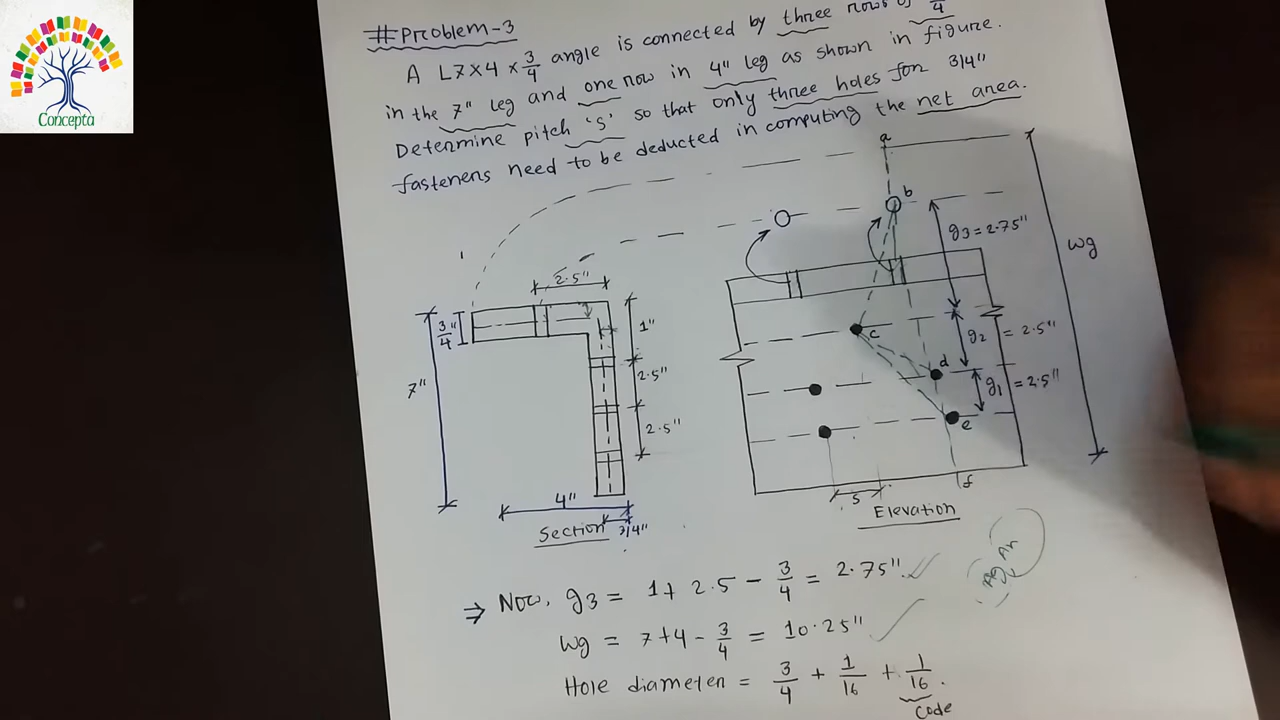 Concepta
#Problem-3
A L7×4×3/4 angle is connected by three rows of 3/4
in the 7" leg and one row in 4" leg as shown in figure.
Determine pitch 's' so that only three holes for 3/4"
fasteners need to be deducted in computing the net area.
a
b
g3=2.75"
wg
2.5"
3/4"
1"
c
g2 = 2.5"
7"
2.5"
d
g1 = 2.5"
2.5"
e
4"
s
f
Section
3/4"
Elevation
⇒ Now, g3 = 1+2.5 - 3/4 = 2.75"
wg = 7+4 - 3/4 = 10.25"
Hole diameter = 3/4 + 1/16 + 1/16.
Code